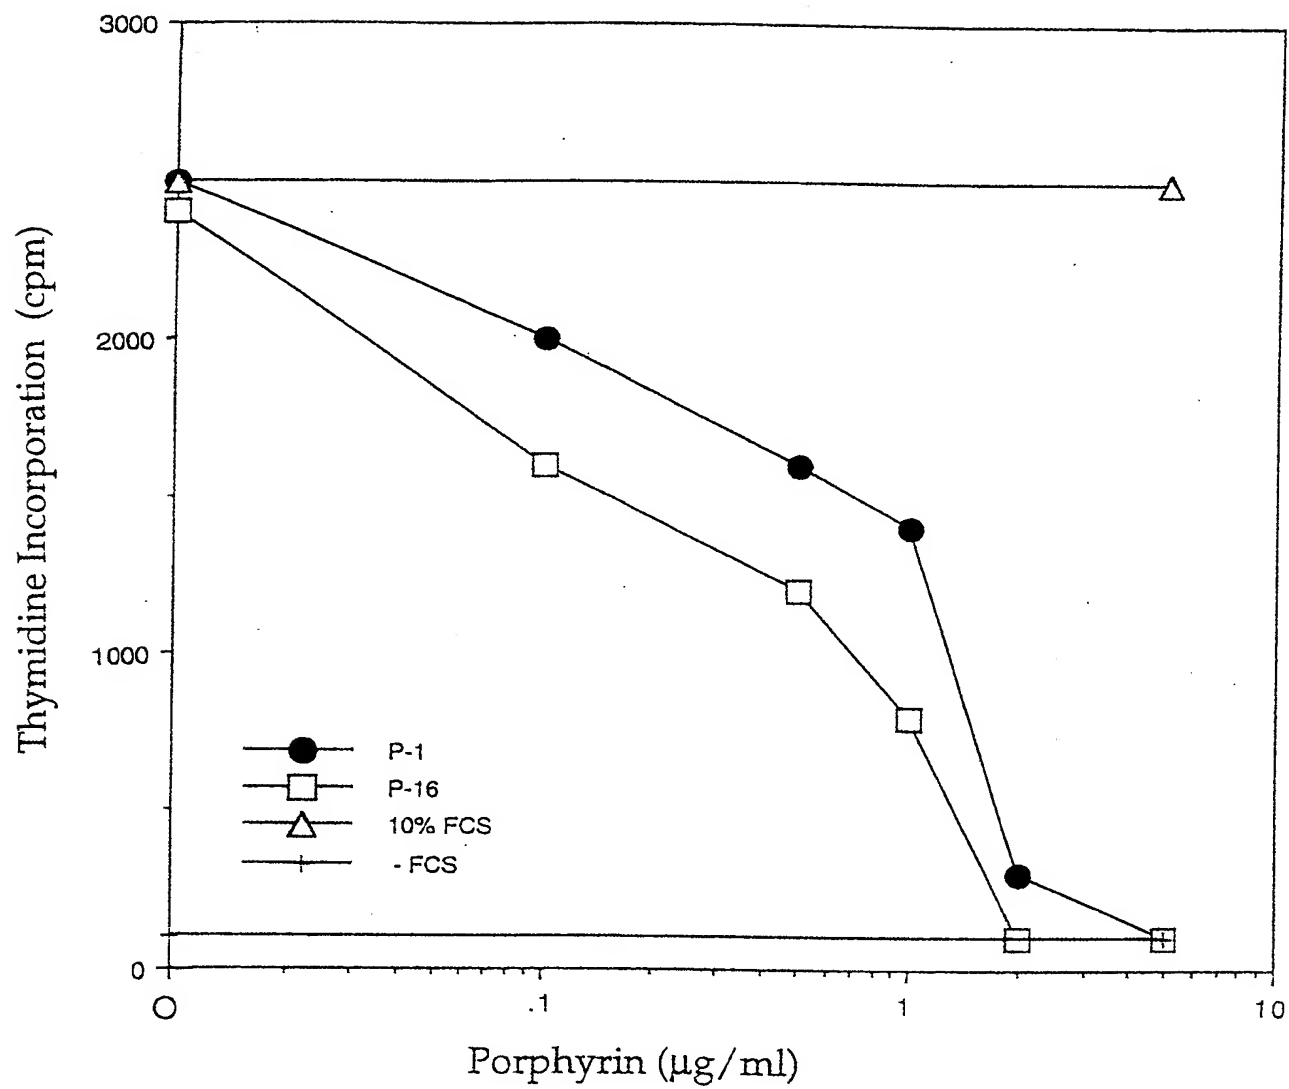 3000
2000
1000
0
Thymidine Incorporation (cpm)
P-1
P-16
10% FCS
- FCS
O
.1
1
10
Porphyrin (µg/ml)